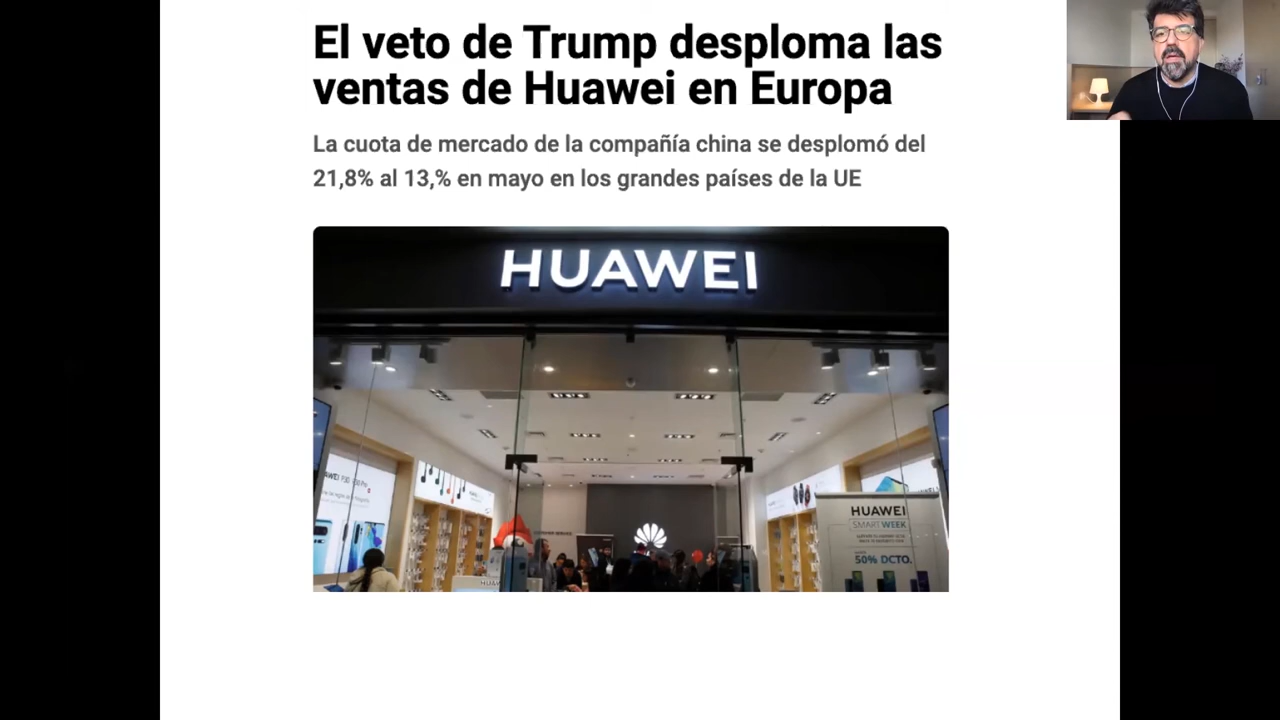 El veto de Trump desploma las
ventas de Huawei en Europa
La cuota de mercado de la compañía china se desplomó del
21,8% al 13,% en mayo en los grandes países de la UE
HUAWEI
HUAWEI
SMART WEEK
50% DCTO.